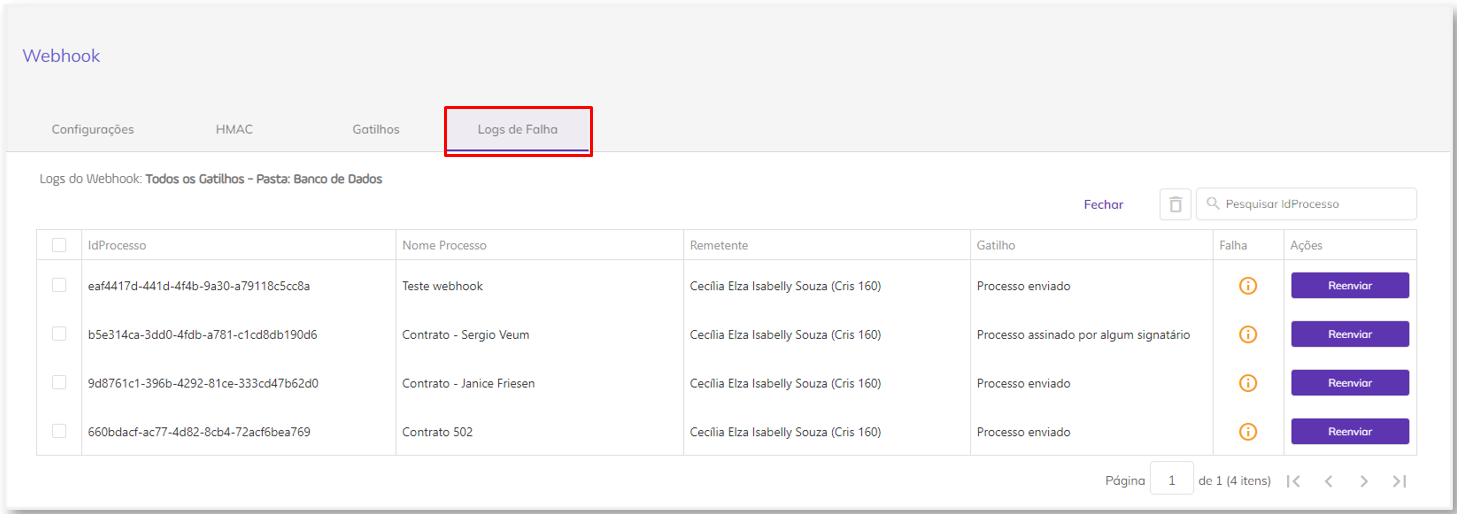 Webhook
Configurações HMAC Gatilhos Logs de Falha
Logs do Webhook: Todos os Gatilhos - Pasta: Banco de Dados
Fechar Pesquisar IdProcesso
IdProcesso Nome Processo Remetente Gatilho Falha Ações
eaf4417d-441d-4f4b-9a30-a79118c5cc8a Teste webhook Cecília Elza Isabelly Souza (Cris 160) Processo enviado Reenviar
b5e314ca-3dd0-4fdb-a781-c1cd8db190d6 Contrato - Sergio Veum Cecília Elza Isabelly Souza (Cris 160) Processo assinado por algum signatário Reenviar
9d8761c1-396b-4292-81ce-333cd47b62d0 Contrato - Janice Friesen Cecília Elza Isabelly Souza (Cris 160) Processo enviado Reenviar
660bdacf-ac77-4d82-8cb4-72acf6bea769 Contrato 502 Cecília Elza Isabelly Souza (Cris 160) Processo enviado Reenviar
Página 1 de 1 (4 itens)